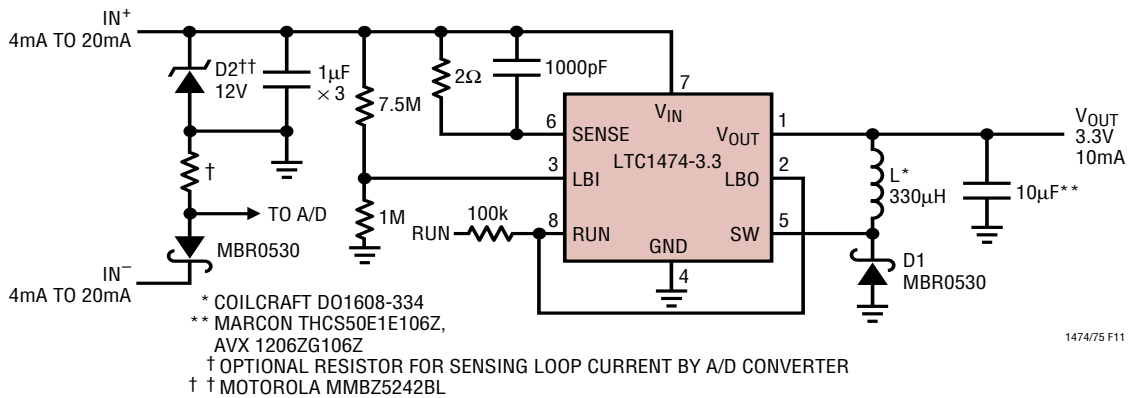 IN+
4mA TO 20mA
D2††
12V
1µF
× 3
7.5M
2Ω
1000pF
7
VIN
6
SENSE
VOUT
1
LTC1474-3.3
3
LBI
LBO
2
8
RUN
SW
5
GND
4
VOUT
3.3V
10mA
L*
330µH
10µF**
†
TO A/D
1M
100k
RUN
MBR0530
IN–
4mA TO 20mA
D1
MBR0530
* COILCRAFT DO1608-334
** MARCON THCS50E1E106Z,
AVX 1206ZG106Z
† OPTIONAL RESISTOR FOR SENSING LOOP CURRENT BY A/D CONVERTER
† † MOTOROLA MMBZ5242BL
1474/75 F11